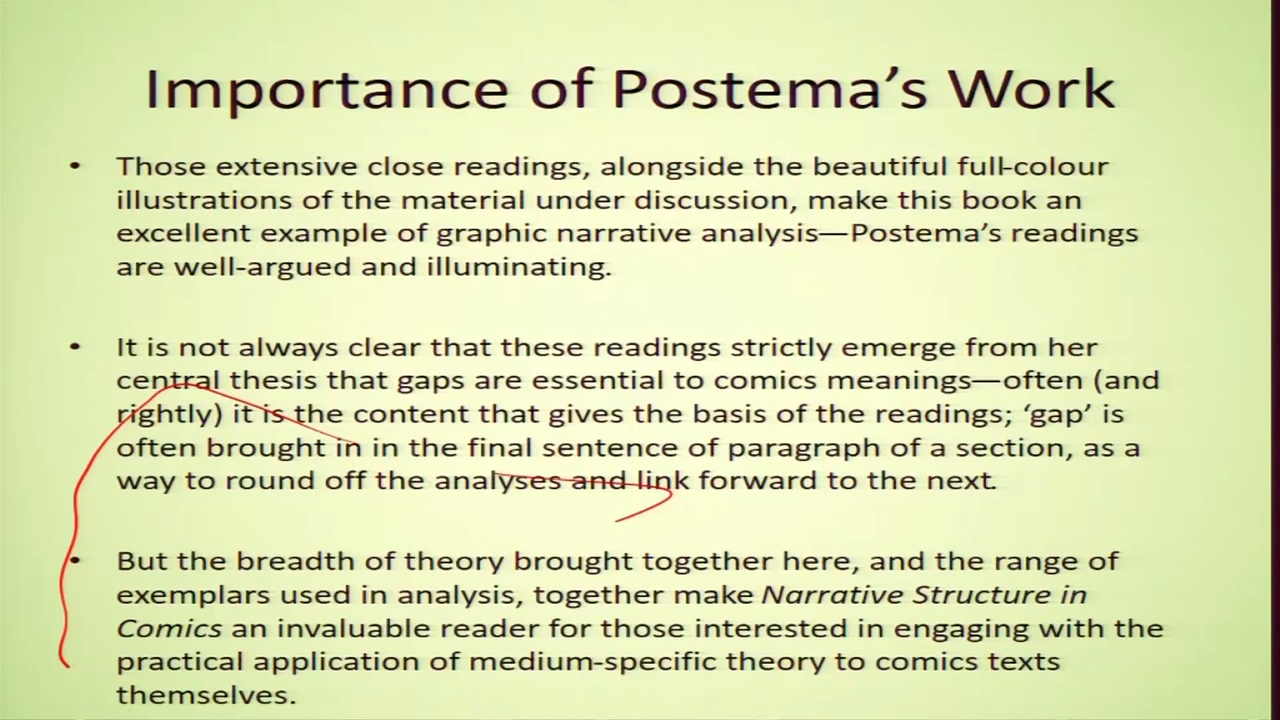 Importance of Postema’s Work
• Those extensive close readings, alongside the beautiful full-colour
illustrations of the material under discussion, make this book an
excellent example of graphic narrative analysis—Postema’s readings
are well-argued and illuminating.
• It is not always clear that these readings strictly emerge from her
central thesis that gaps are essential to comics meanings—often (and
rightly) it is the content that gives the basis of the readings; ‘gap’ is
often brought in in the final sentence of paragraph of a section, as a
way to round off the analyses and link forward to the next.
• But the breadth of theory brought together here, and the range of
exemplars used in analysis, together make Narrative Structure in
Comics an invaluable reader for those interested in engaging with the
practical application of medium-specific theory to comics texts
themselves.